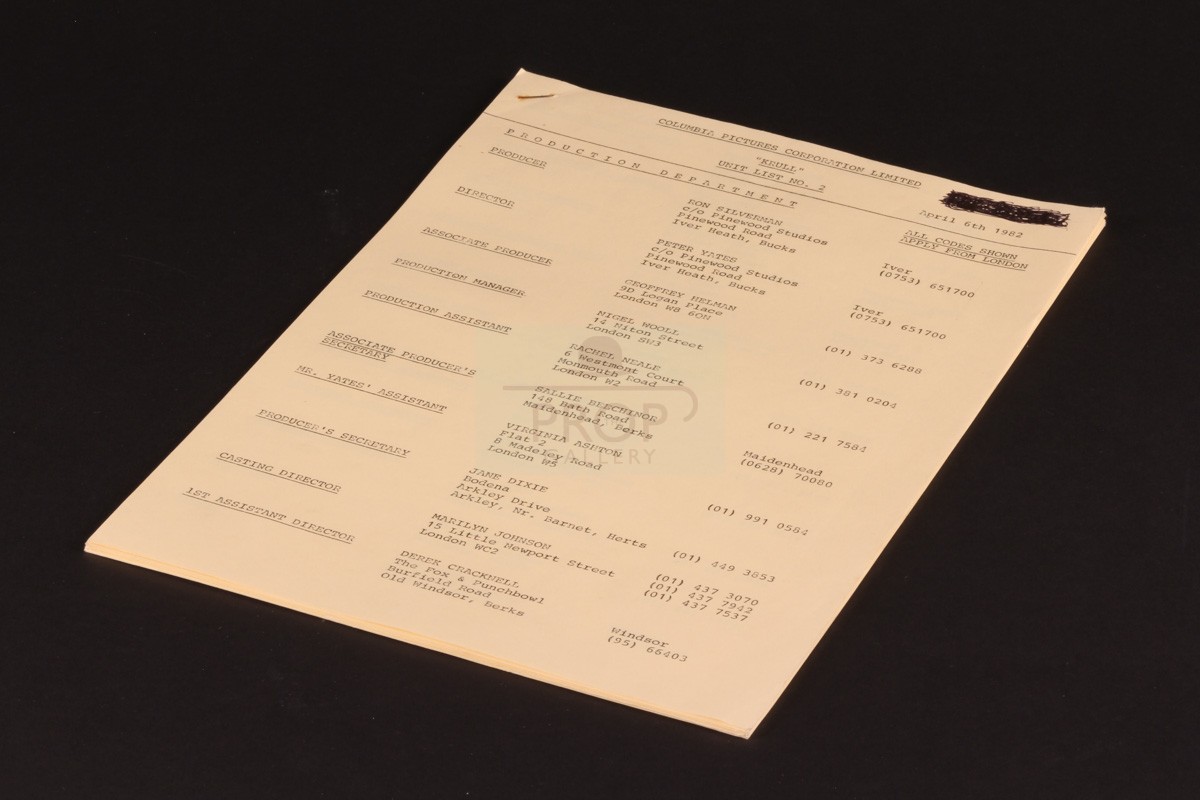 COLUMBIA PICTURES CORPORATION LIMITED
"KRULL"
UNIT LIST NO. 2
April 6th 1982
PRODUCTION DEPARTMENT
ALL CODES SHOWN
APPLY FROM LONDON
PRODUCER
RON SILVERMAN
c/o Pinewood Studios
Pinewood Road
Iver Heath, Bucks
Iver
(0753) 651700
DIRECTOR
PETER YATES
c/o Pinewood Studios
Pinewood Road
Iver Heath, Bucks
Iver
(0753) 651700
ASSOCIATE PRODUCER
GEOFFREY HELMAN
9D Logan Place
London W8 6QN
(01) 373 6288
PRODUCTION MANAGER
NIGEL WOOLL
14 Niton Street
London SW3
(01) 381 0204
PRODUCTION ASSISTANT
RACHEL NEALE
6 Westmont Court
Monmouth Road
London W2
(01) 221 7584
ASSOCIATE PRODUCER'S
SECRETARY
SALLIE BEECHINOR
148 Bath Road
Maidenhead, Berks
Maidenhead
(0628) 70080
MR. YATES' ASSISTANT
VIRGINIA ASHTON
Flat 2
8 Madeley Road
London W5
(01) 991 0584
PRODUCER'S SECRETARY
JANE DIXIE
Bodena
Arkley Drive
Arkley, Nr. Barnet, Herts
(01) 449 3853
CASTING DIRECTOR
MARILYN JOHNSON
15 Little Newport Street
London WC2
(01) 437 3070
(01) 437 7942
(01) 437 7537
1ST ASSISTANT DIRECTOR
DEREK CRACKNELL
The Fox & Punchbowl
Burfield Road
Old Windsor, Berks
Windsor
(95) 66403
THE
PROP
GALLERY